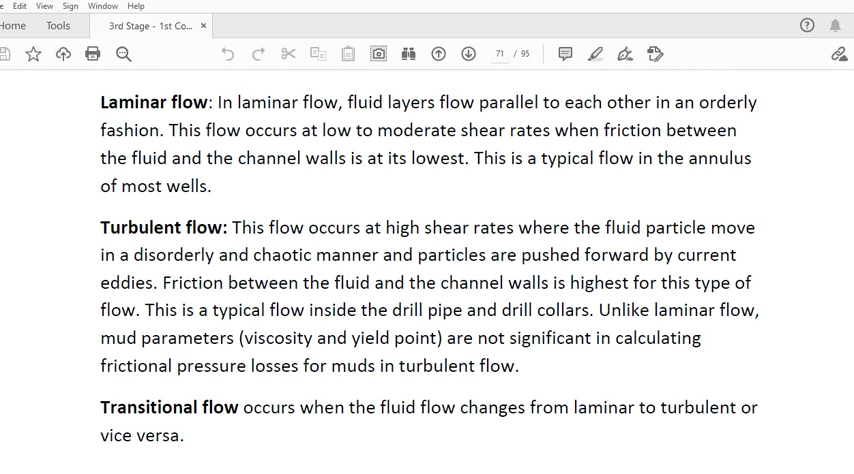 Edit View Sign Window Help
Home Tools 3rd Stage - 1st Co... ×
71 / 95
Laminar flow: In laminar flow, fluid layers flow parallel to each other in an orderly
fashion. This flow occurs at low to moderate shear rates when friction between
the fluid and the channel walls is at its lowest. This is a typical flow in the annulus
of most wells.
Turbulent flow: This flow occurs at high shear rates where the fluid particle move
in a disorderly and chaotic manner and particles are pushed forward by current
eddies. Friction between the fluid and the channel walls is highest for this type of
flow. This is a typical flow inside the drill pipe and drill collars. Unlike laminar flow,
mud parameters (viscosity and yield point) are not significant in calculating
frictional pressure losses for muds in turbulent flow.
Transitional flow occurs when the fluid flow changes from laminar to turbulent or
vice versa.